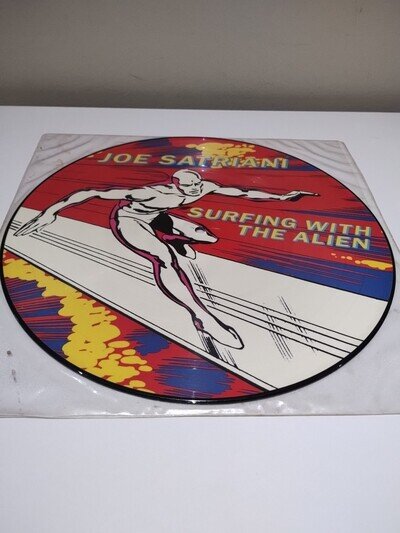 JOE SATRIANI
SURFING WITH
THE ALIEN